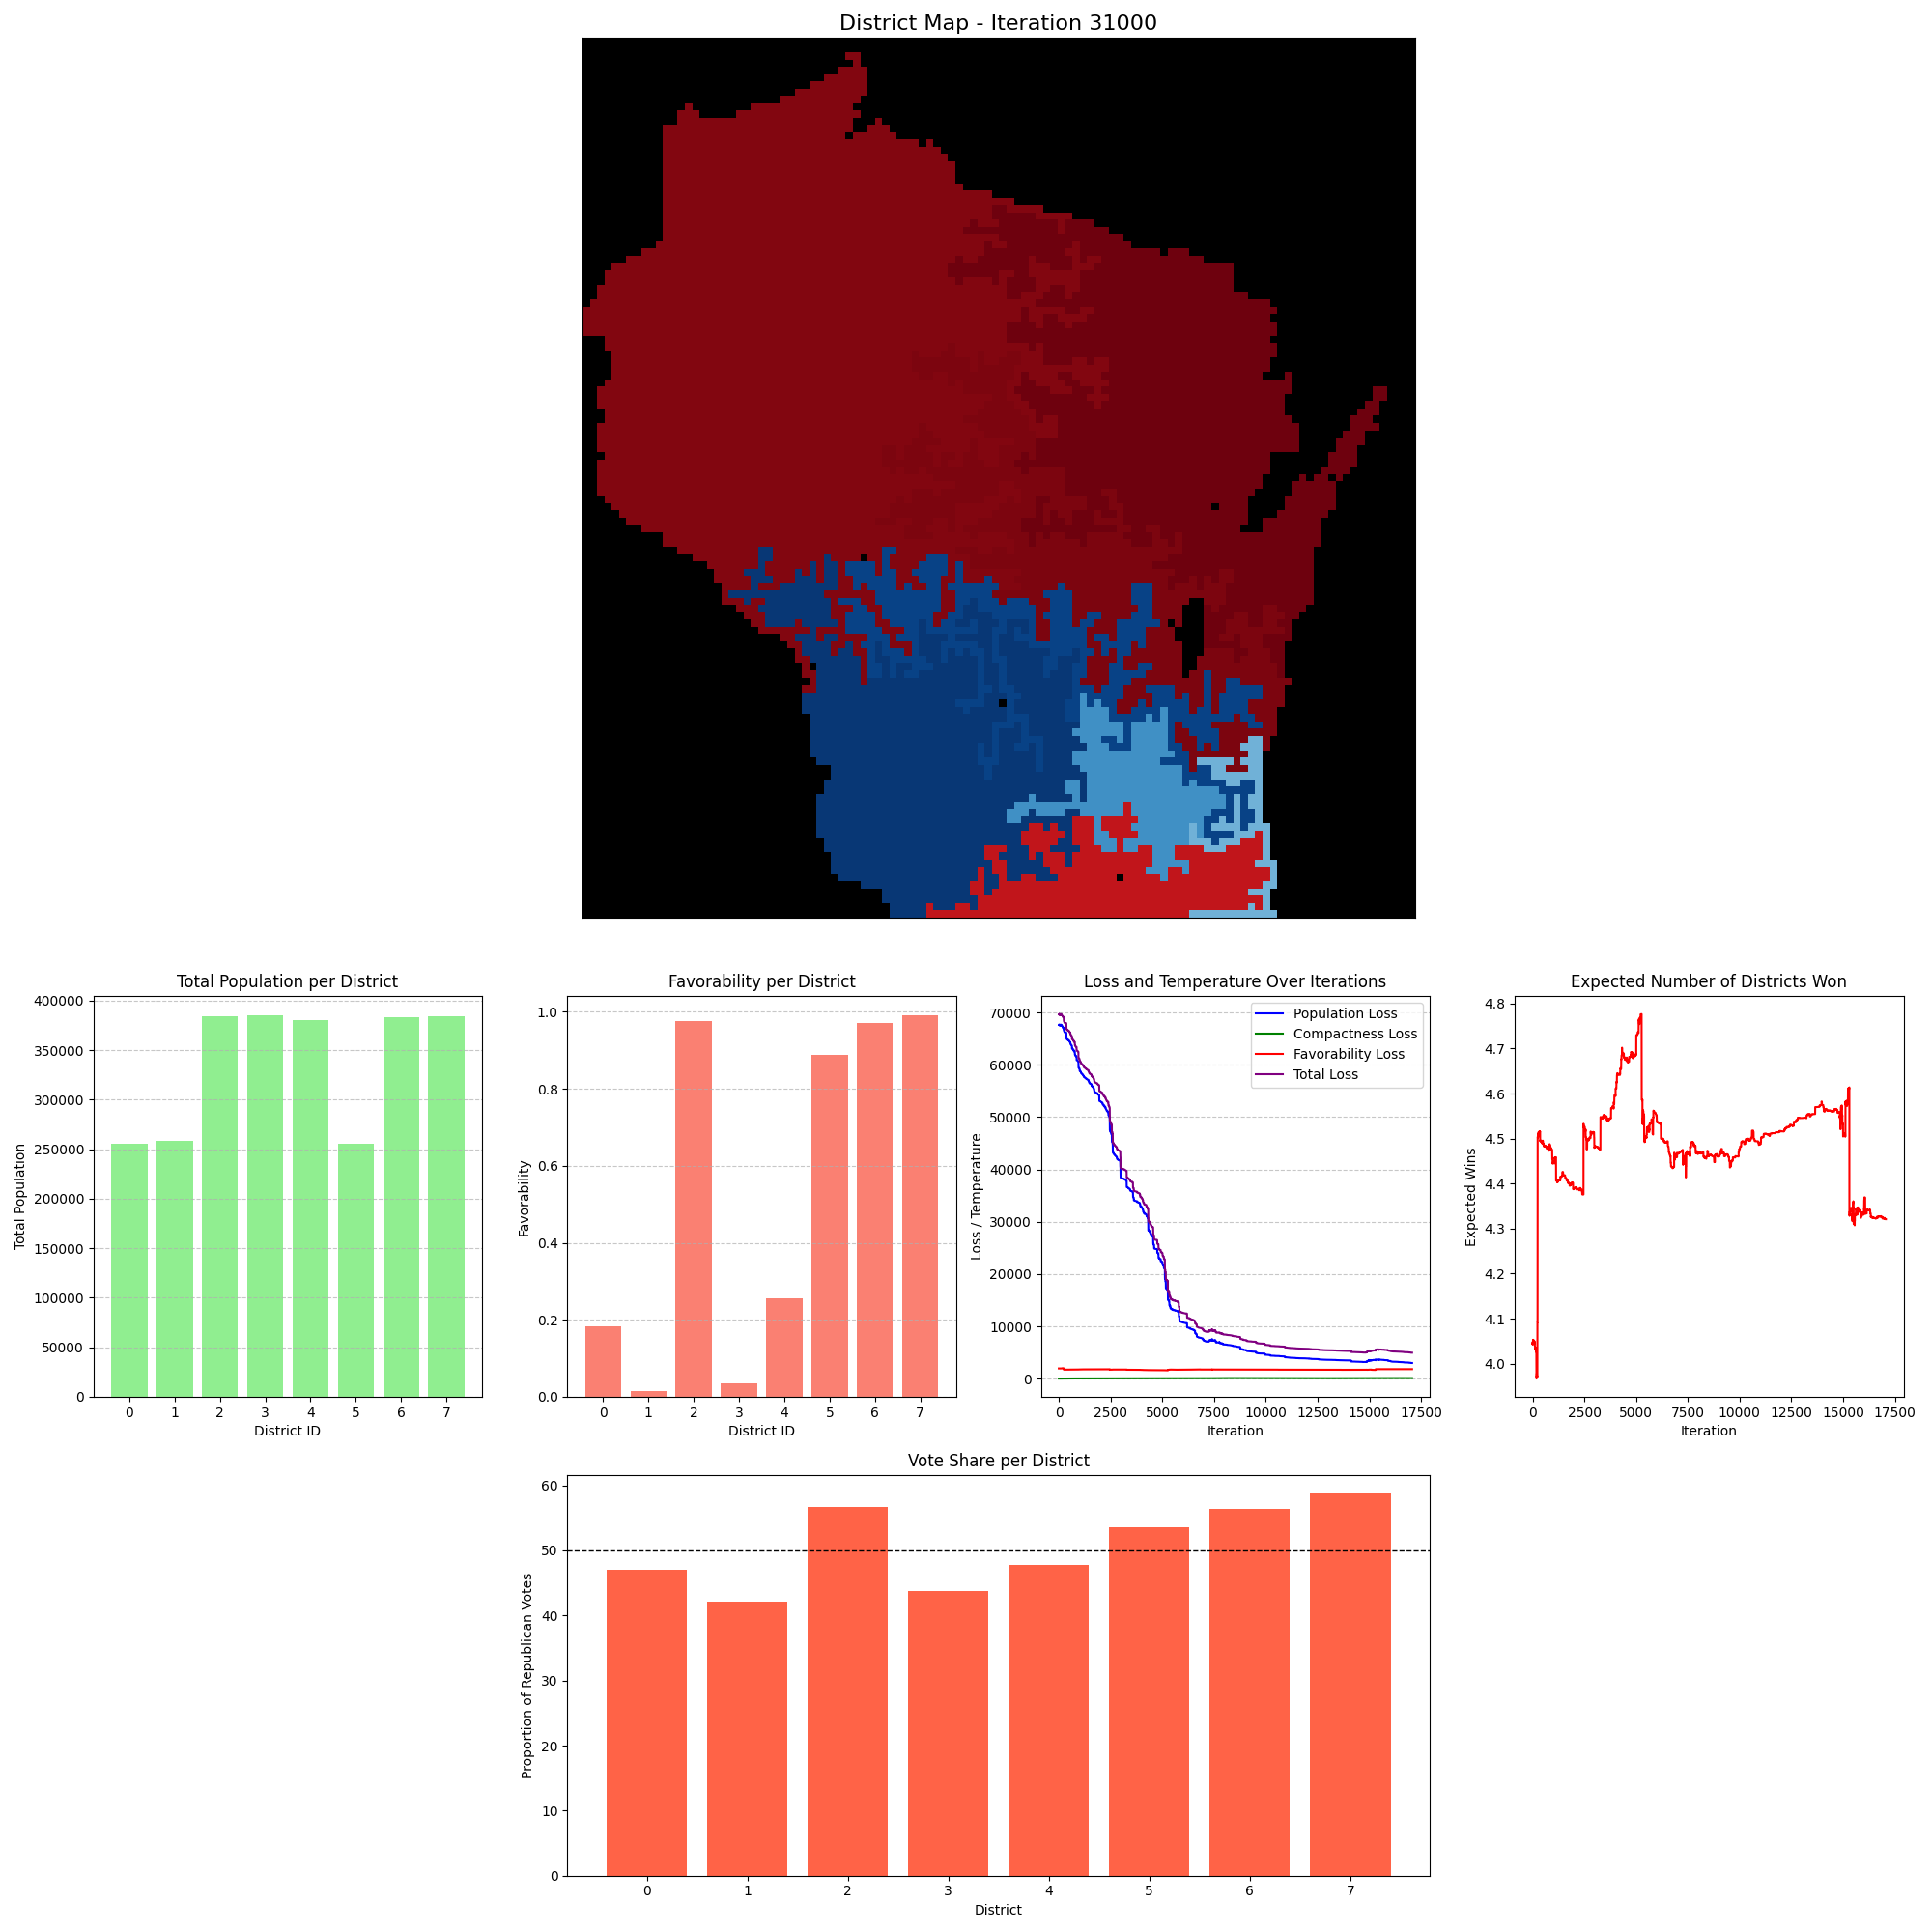 District Map - Iteration 31000
Total Population per District
400000
350000
300000
250000
200000
150000
100000
50000
0
Total Population
0 1 2 3 4 5 6 7
District ID
Favorability per District
1.0
0.8
0.6
0.4
0.2
0.0
Favorability
0 1 2 3 4 5 6 7
District ID
Loss and Temperature Over Iterations
70000
60000
50000
40000
30000
20000
10000
0
Loss / Temperature
Population Loss
Compactness Loss
Favorability Loss
Total Loss
0 2500 5000 7500 10000 12500 15000 17500
Iteration
Expected Number of Districts Won
4.8
4.7
4.6
4.5
4.4
4.3
4.2
4.1
4.0
Expected Wins
0 2500 5000 7500 10000 12500 15000 17500
Iteration
Vote Share per District
60
50
40
30
20
10
0
Proportion of Republican Votes
0 1 2 3 4 5 6 7
District